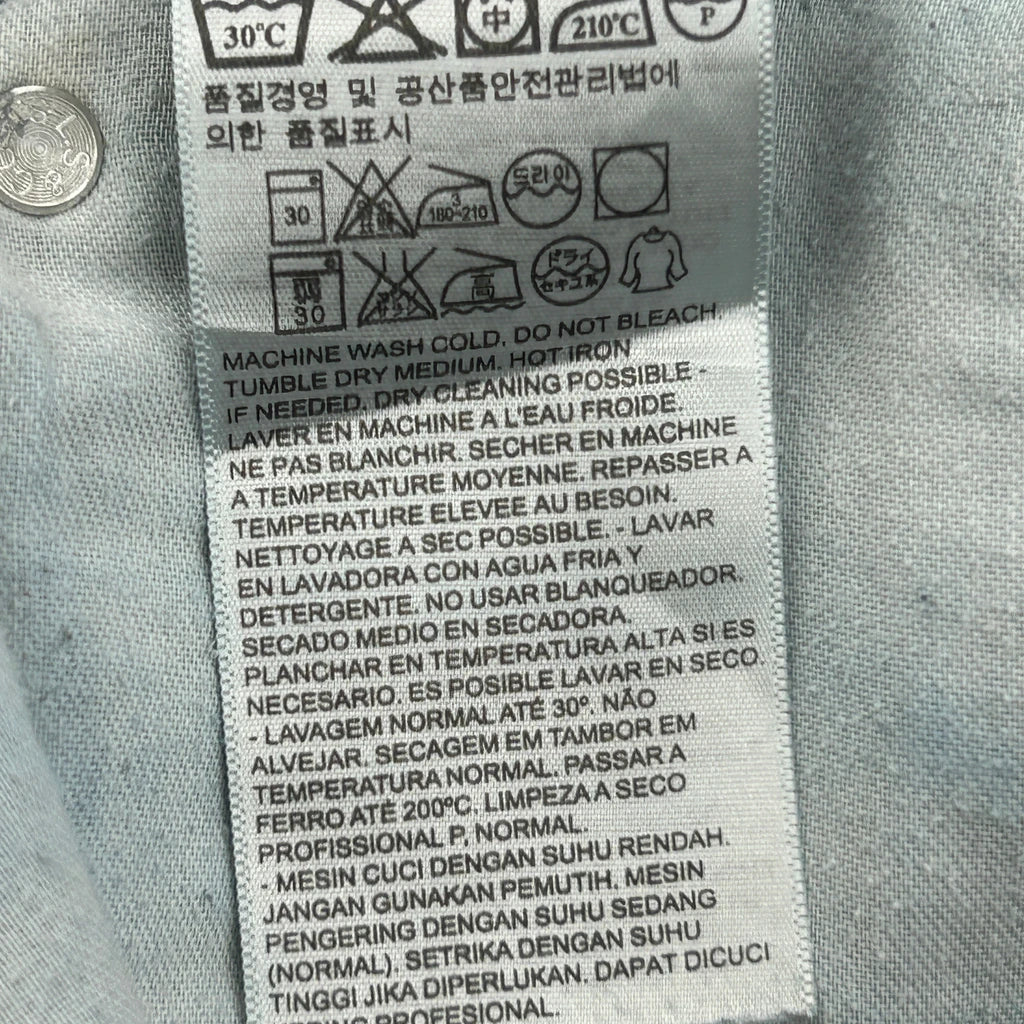 30°C
中
210°C
P
품질경영 및 공산품안전관리법에
의한 품질표시
30
3
180~210
드라이
30
高
ドライ
セキユ系
MACHINE WASH COLD. DO NOT BLEACH.
TUMBLE DRY MEDIUM. HOT IRON
IF NEEDED. DRY CLEANING POSSIBLE -
LAVER EN MACHINE A L'EAU FROIDE.
NE PAS BLANCHIR. SECHER EN MACHINE
A TEMPERATURE MOYENNE. REPASSER A
TEMPERATURE ELEVEE AU BESOIN.
NETTOYAGE A SEC POSSIBLE. - LAVAR
EN LAVADORA CON AGUA FRIA Y
DETERGENTE. NO USAR BLANQUEADOR.
SECADO MEDIO EN SECADORA.
PLANCHAR EN TEMPERATURA ALTA SI ES
NECESARIO. ES POSIBLE LAVAR EN SECO.
- LAVAGEM NORMAL ATÉ 30º. NÃO
ALVEJAR. SECAGEM EM TAMBOR EM
TEMPERATURA NORMAL. PASSAR A
FERRO ATÉ 200ºC. LIMPEZA A SECO
PROFISSIONAL P, NORMAL.
- MESIN CUCI DENGAN SUHU RENDAH.
JANGAN GUNAKAN PEMUTIH. MESIN
PENGERING DENGAN SUHU SEDANG
(NORMAL). SETRIKA DENGAN SUHU
TINGGI JIKA DIPERLUKAN. DAPAT DICUCI
PROFESIONAL.